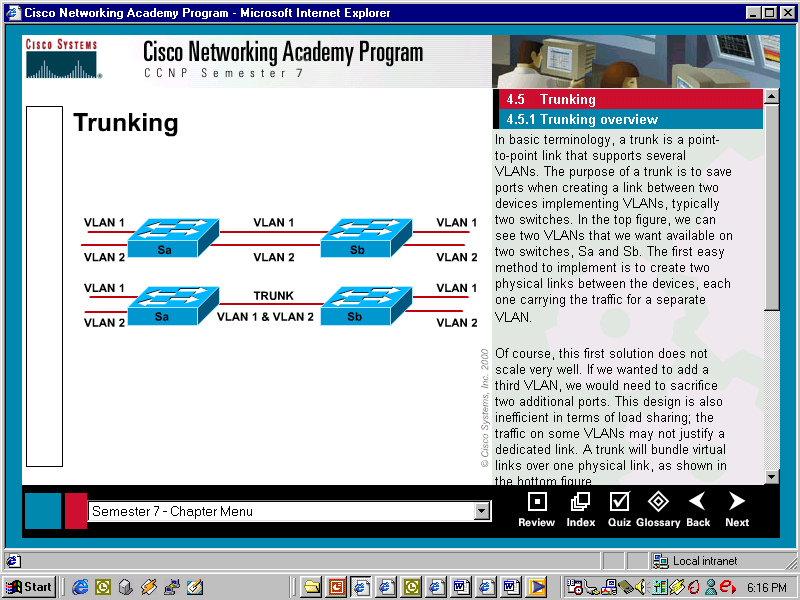 Cisco Networking Academy Program - Microsoft Internet Explorer
CISCO SYSTEMS
Cisco Networking Academy Program
CCNP Semester 7
Trunking
VLAN 1 VLAN 1 VLAN 1
Sa Sb
VLAN 2 VLAN 2 VLAN 2
VLAN 1 TRUNK VLAN 1
Sa Sb
VLAN 2 VLAN 1 & VLAN 2 VLAN 2
© Cisco Systems, Inc. 2000
4.5 Trunking
4.5.1 Trunking overview
In basic terminology, a trunk is a point-
to-point link that supports several
VLANs. The purpose of a trunk is to save
ports when creating a link between two
devices implementing VLANs, typically
two switches. In the top figure, we can
see two VLANs that we want available on
two switches, Sa and Sb. The first easy
method to implement is to create two
physical links between the devices, each
one carrying the traffic for a separate
VLAN.
Of course, this first solution does not
scale very well. If we wanted to add a
third VLAN, we would need to sacrifice
two additional ports. This design is also
inefficient in terms of load sharing; the
traffic on some VLANs may not justify a
dedicated link. A trunk will bundle virtual
links over one physical link, as shown in
the bottom figure.
Semester 7 - Chapter Menu
Review Index Quiz Glossary Back Next
Local intranet
Start
6:16 PM